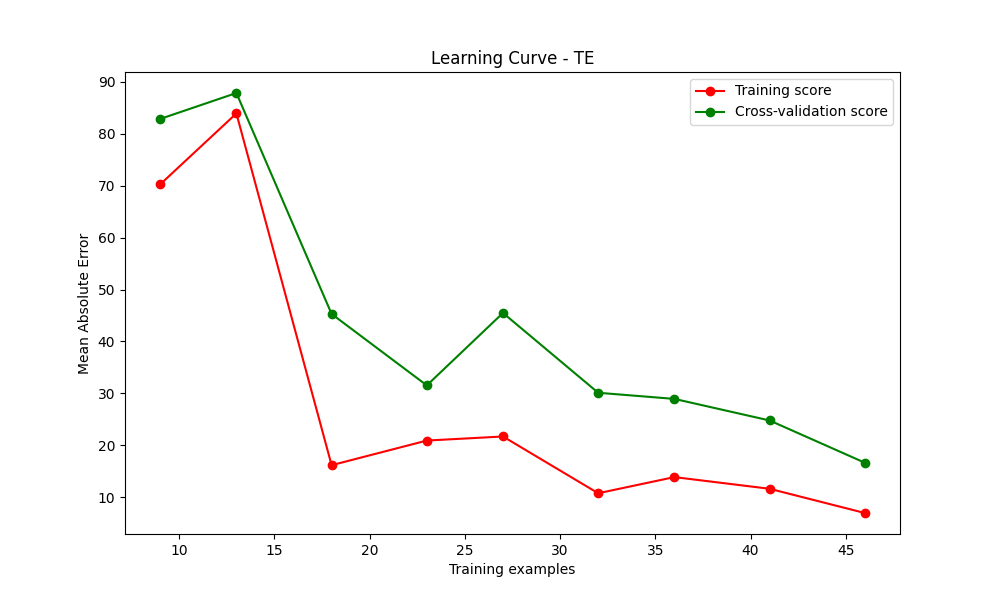 Learning Curve - TE
Training score
Cross-validation score
Mean Absolute Error
90
80
70
60
50
40
30
20
10
10 15 20 25 30 35 40 45
Training examples